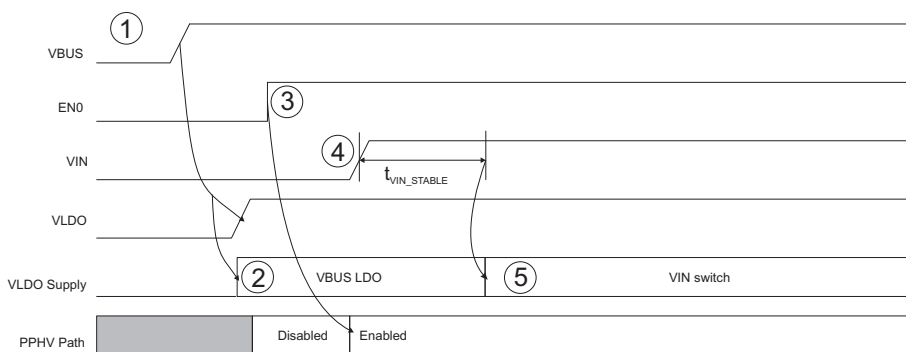 1
VBUS
EN0
3
VIN
4
tVIN_STABLE
VLDO
VLDO Supply
2
VBUS LDO
5
VIN switch
PPHV Path
Disabled
Enabled